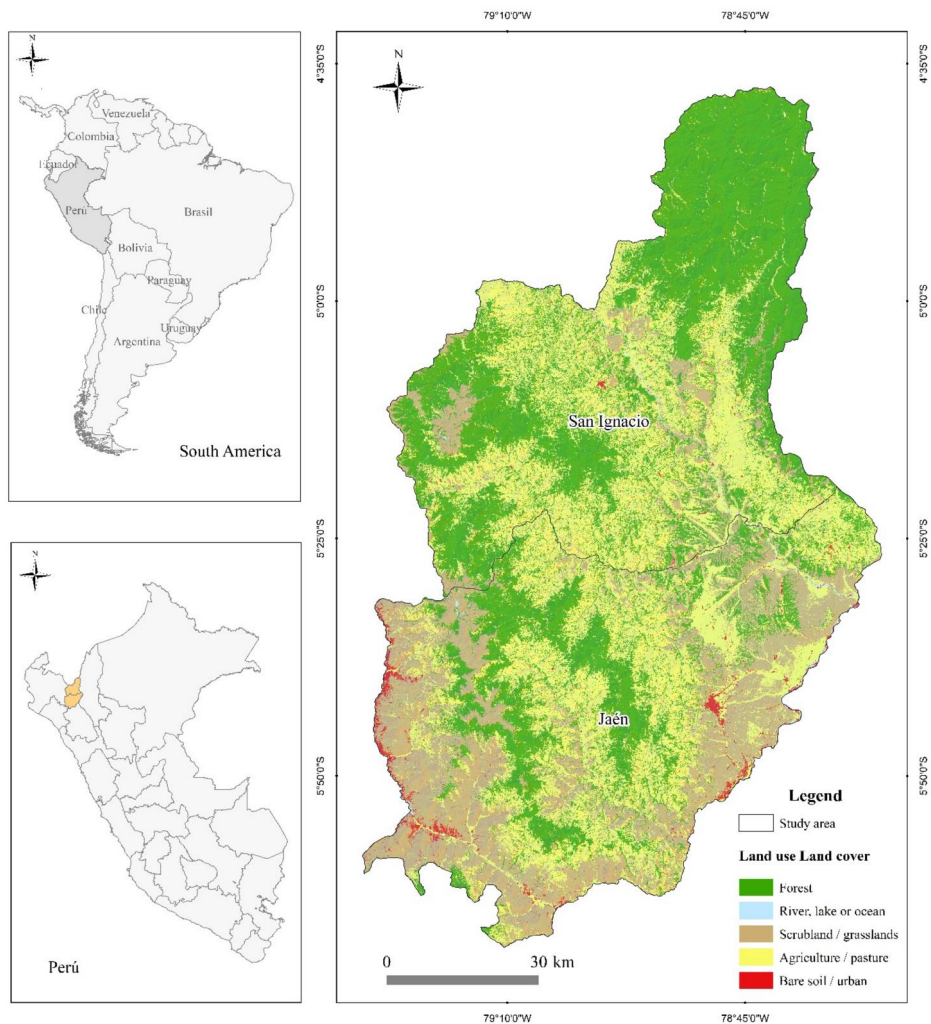 N
Venezuela
Colombia
Ecuador
Perú
Brasil
Bolivia
Paraguay
Chile
Uruguay
Argentina
South America
N
Perú
79°10'0"W
78°45'0"W
4°35'0"S
5°0'0"S
5°25'0"S
5°50'0"S
N
4°35'0"S
5°0'0"S
5°25'0"S
5°50'0"S
San Ignacio
Jaén
Legend
Study area
Land use Land cover
Forest
River, lake or ocean
Scrubland / grasslands
Agriculture / pasture
Bare soil / urban
0
30 km
79°10'0"W
78°45'0"W